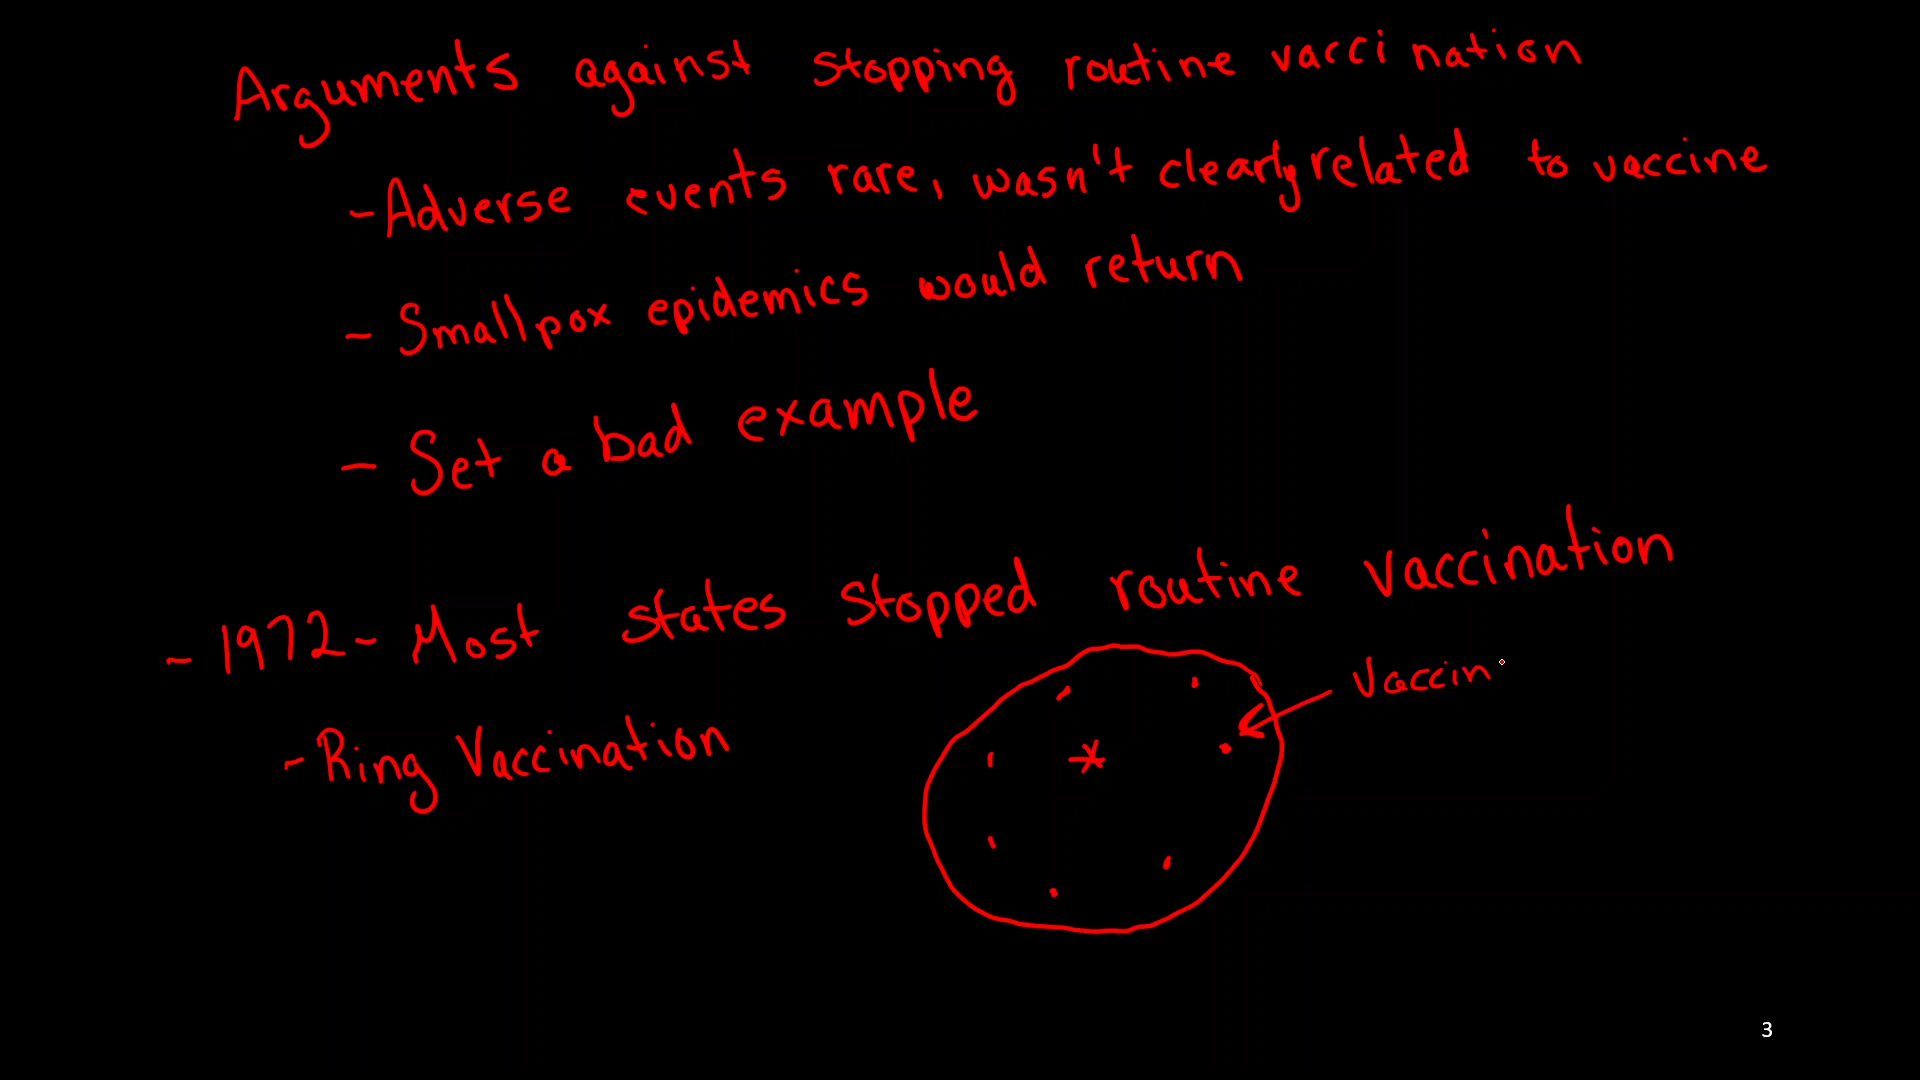 Arguments against stopping routine vaccination
- Adverse events rare, wasn't clearly related to vaccine
- Smallpox epidemics would return
- Set a bad example
- 1972 - Most states stopped routine vaccination
- Ring Vaccination
Vaccin
3